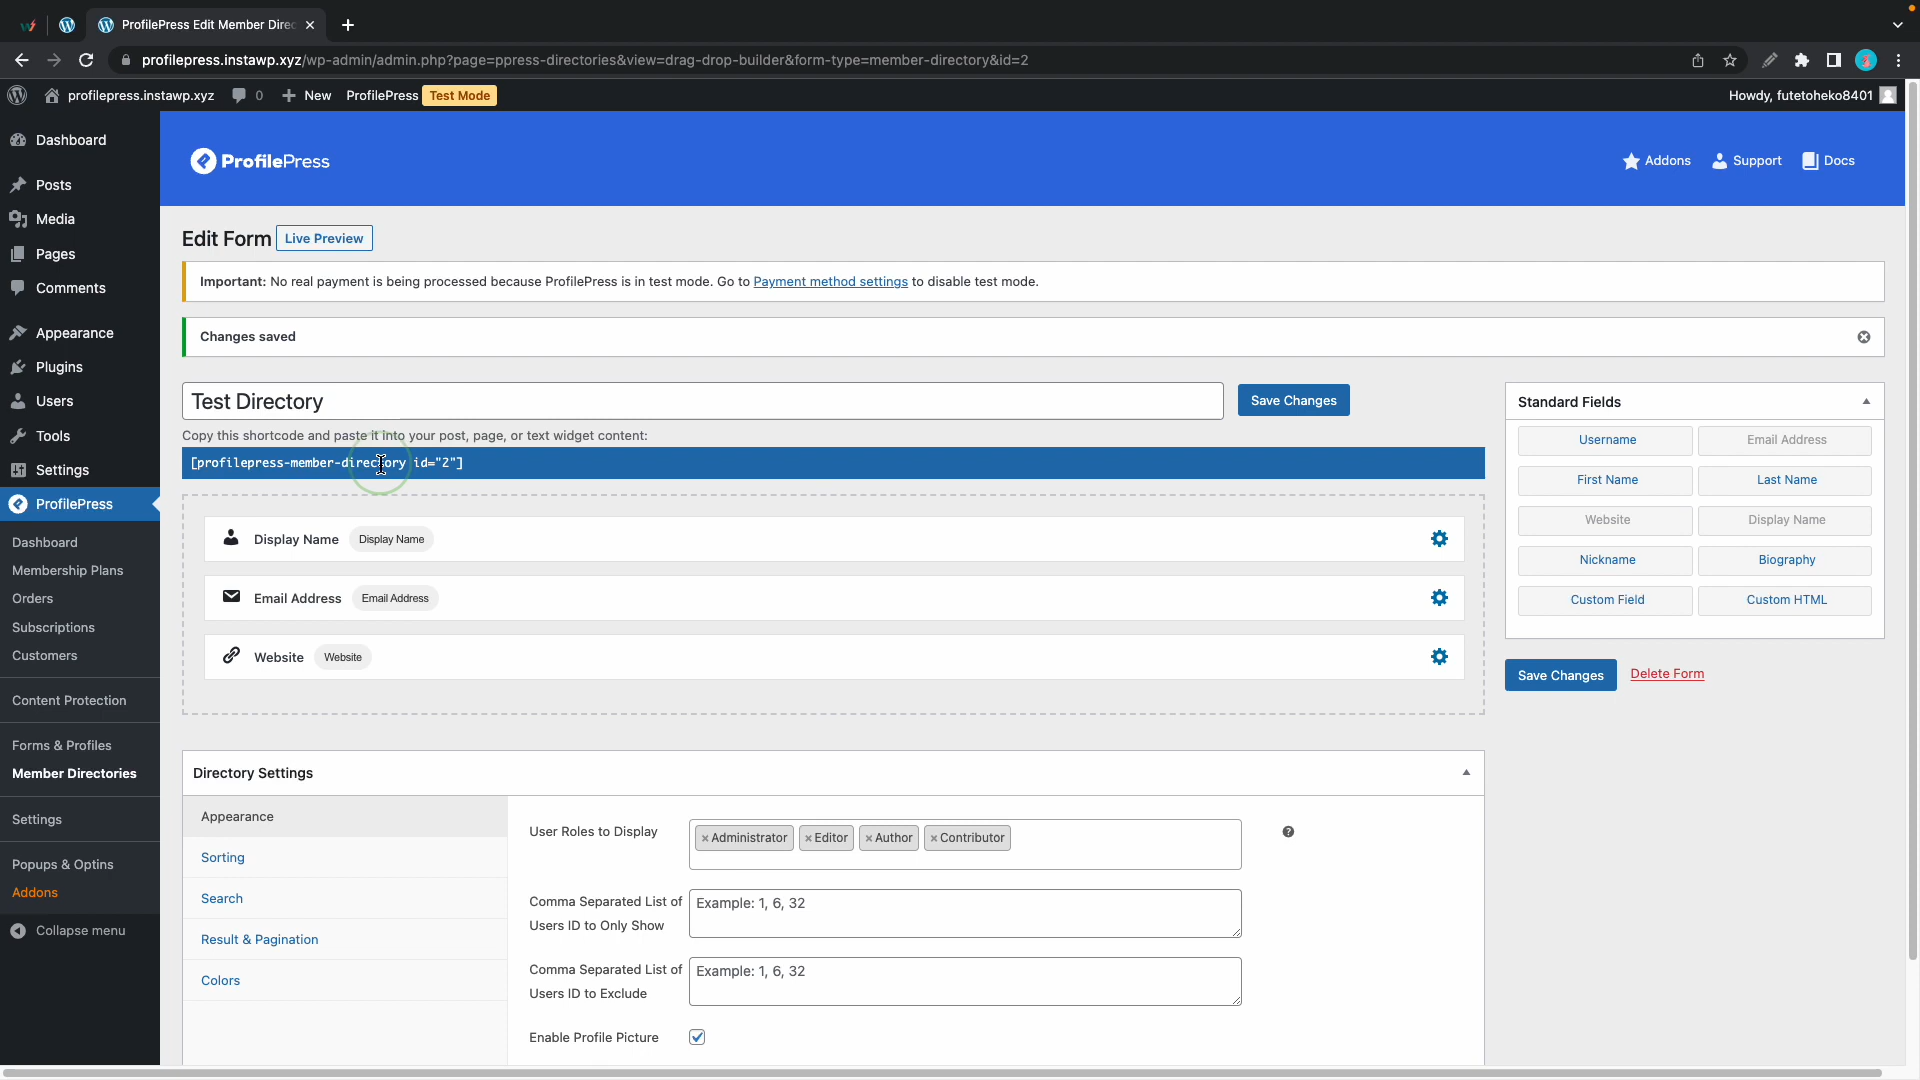 ProfilePress Edit Member Direc
profilepress.instawp.xyz/wp-admin/admin.php?page=ppress-directories&view=drag-drop-builder&form-type=member-directory&id=2
profilepress.instawp.xyz 0 New ProfilePress Test Mode Howdy, futetoheko8401
Dashboard
Posts
Media
Pages
Comments
Appearance
Plugins
Users
Tools
Settings
ProfilePress
Dashboard
Membership Plans
Orders
Subscriptions
Customers
Content Protection
Forms & Profiles
Member Directories
Settings
Popups & Optins
Addons
Collapse menu
ProfilePress
Addons Support Docs
Edit Form Live Preview
Important: No real payment is being processed because ProfilePress is in test mode. Go to Payment method settings to disable test mode.
Changes saved
Test Directory Save Changes
Copy this shortcode and paste it into your post, page, or text widget content:
[profilepress-member-directory id="2"]
Display Name Display Name
Email Address Email Address
Website Website
Standard Fields
Username Email Address
First Name Last Name
Website Display Name
Nickname Biography
Custom Field Custom HTML
Save Changes Delete Form
Directory Settings
Appearance
Sorting
Search
Result & Pagination
Colors
User Roles to Display ×Administrator ×Editor ×Author ×Contributor
Comma Separated List of
Users ID to Only Show
Example: 1, 6, 32
Comma Separated List of
Users ID to Exclude
Example: 1, 6, 32
Enable Profile Picture